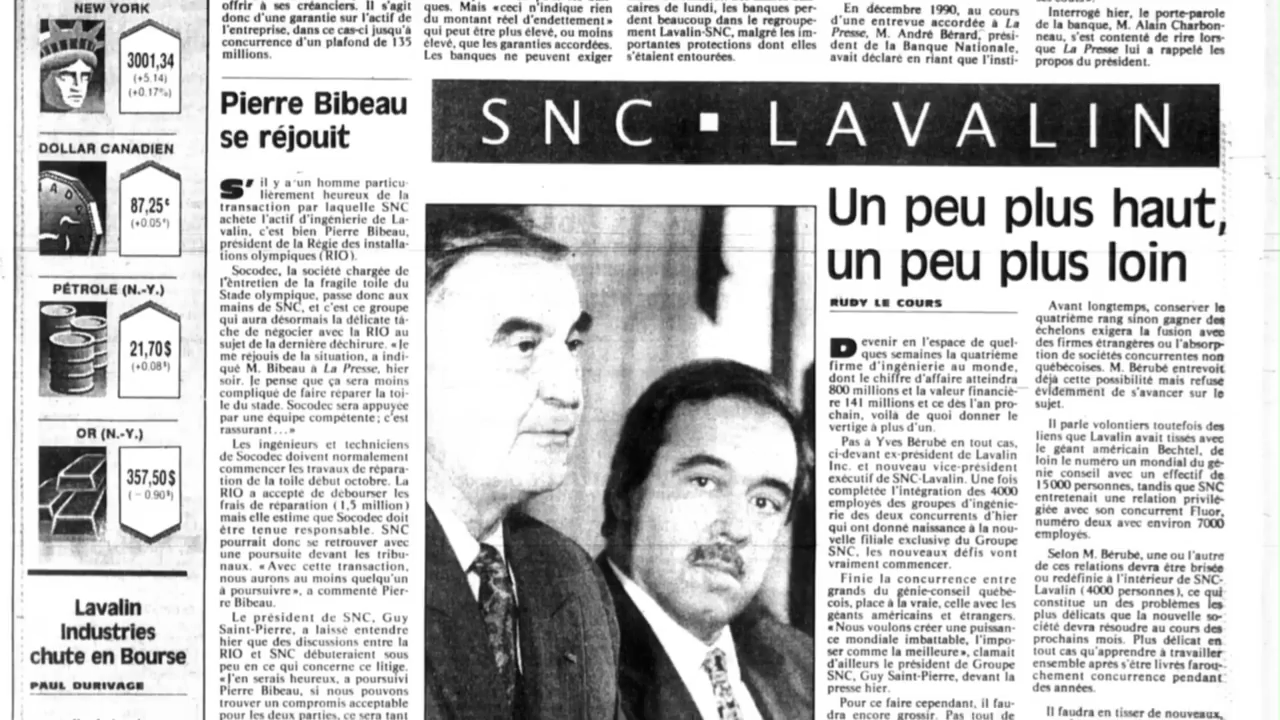 NEW YORK
3001,34
(+5.14)
(+0.17%)
DOLLAR CANADIEN
87,25¢
(+0.05¢)
PÉTROLE (N.-Y.)
21,70$
(+0.08$)
OR (N.-Y.)
357,50$
(-0.90$)
Lavalin
Industries
chute en Bourse
PAUL DURIVAGE
offrir à ses créanciers. Il s'agit
donc d'une garantie sur l'actif de
l'entreprise, dans ce cas-ci jusqu'à
concurrence d'un plafond de 135
millions.
ques. Mais «ceci n'indique rien
du montant réel d'endettement»
qui peut être plus élevé, ou moins
élevé, que les garanties accordées.
Les banques ne peuvent exiger
caires de lundi, les banques per-
dent beaucoup dans le regroupe-
ment Lavalin-SNC, malgré les im-
portantes protections dont elles
s'étaient entourées.
En décembre 1990, au cours
d'une entrevue accordée à La
Presse, M. André Bérard, prési-
dent de la Banque Nationale,
avait déclaré en riant que l'insti-
Interrogé hier, le porte-parole
de la banque, M. Alain Charbon-
neau, s'est contenté de rire lors-
que La Presse lui a rappelé les
propos du président.
Pierre Bibeau
se réjouit
S'il y a un homme particu-
lièrement heureux de la
transaction par laquelle SNC
achète l'actif d'ingénierie de La-
valin, c'est bien Pierre Bibeau,
président de la Régie des installa-
tions olympiques (RIO).
Socodec, la société chargée de
l'entretien de la fragile toile du
Stade olympique, passe donc aux
mains de SNC, et c'est ce groupe
qui aura désormais la délicate tâ-
che de négocier avec la RIO au
sujet de la dernière déchirure. «Je
me réjouis de la situation, a indi-
qué M. Bibeau à La Presse, hier
soir. Je pense que ça sera moins
compliqué de faire réparer la toi-
le du stade. Socodec sera appuyée
par une équipe compétente; c'est
rassurant...»
Les ingénieurs et techniciens
de Socodec doivent normalement
commencer les travaux de répara-
tion de la toile début octobre. La
RIO a accepté de débourser les
frais de réparation (1,5 million)
mais elle estime que Socodec doit
être tenue responsable. SNC
pourrait donc se retrouver avec
une poursuite devant les tribu-
naux. «Avec cette transaction,
nous aurons au moins quelqu'un
à poursuivre», a commenté Pier-
re Bibeau.
Le président de SNC, Guy
Saint-Pierre, a laissé entendre
hier que des discussions entre la
RIO et SNC débuteraient sous
peu en ce qui concerne ce litige.
«J'en serais heureux, a poursuivi
Pierre Bibeau, si nous pouvons
trouver un compromis acceptable
pour les deux parties, ce sera tant
SNC ▪ LAVALIN
Un peu plus haut,
un peu plus loin
RUDY LE COURS
Devenir en l'espace de quel-
ques semaines la quatrième
firme d'ingénierie au monde,
dont le chiffre d'affaire atteindra
800 millions et la valeur financiè-
re 141 millions et ce dès l'an pro-
chain, voilà de quoi donner le
vertige à plus d'un.
Pas à Yves Bérubé en tout cas,
ci-devant ex-président de Lavalin
Inc. et nouveau vice-président
exécutif de SNC-Lavalin. Une fois
complétée l'intégration des 4000
employés des groupes d'ingénie-
rie des deux concurrents d'hier
qui ont donné naissance à la nou-
velle filiale exclusive du Groupe
SNC, les nouveaux défis vont
vraiment commencer.
Finie la concurrence entre
grands du génie-conseil québé-
cois, place à la vraie, celle avec les
géants américains et étrangers.
«Nous voulons créer une puissan-
ce mondiale imbattable, l'impo-
ser comme la meilleure», clamait
d'ailleurs le président de Groupe
SNC, Guy Saint-Pierre, devant la
presse hier.
Pour ce faire cependant, il fau-
dra encore grossir. Pas tout de
Avant longtemps, conserver le
quatrième rang sinon gagner des
échelons exigera la fusion avec
des firmes étrangères ou l'absorp-
tion de sociétés concurrentes non
québécoises. M. Bérubé entrevoit
déjà cette possibilité mais refuse
évidemment de s'avancer sur le
sujet.
Il parle volontiers toutefois des
liens que Lavalin avait tissés avec
le géant américain Bechtel, de
loin le numéro un mondial du gé-
nie conseil avec un effectif de
15 000 personnes, tandis que SNC
entretenait une relation privilé-
giée avec son concurrent Fluor,
numéro deux avec environ 7000
employés.
Selon M. Bérubé, une ou l'autre
de ces relations devra être brisée
ou redéfinie à l'intérieur de SNC-
Lavalin (4000 personnes), ce qui
constitue un des problèmes les
plus délicats que la nouvelle so-
ciété devra résoudre au cours des
prochains mois. Plus délicat en
tout cas qu'apprendre à travailler
ensemble après s'être livrés farou-
chement concurrence pendant
des années.
Il faudra en tisser de nouveaux,